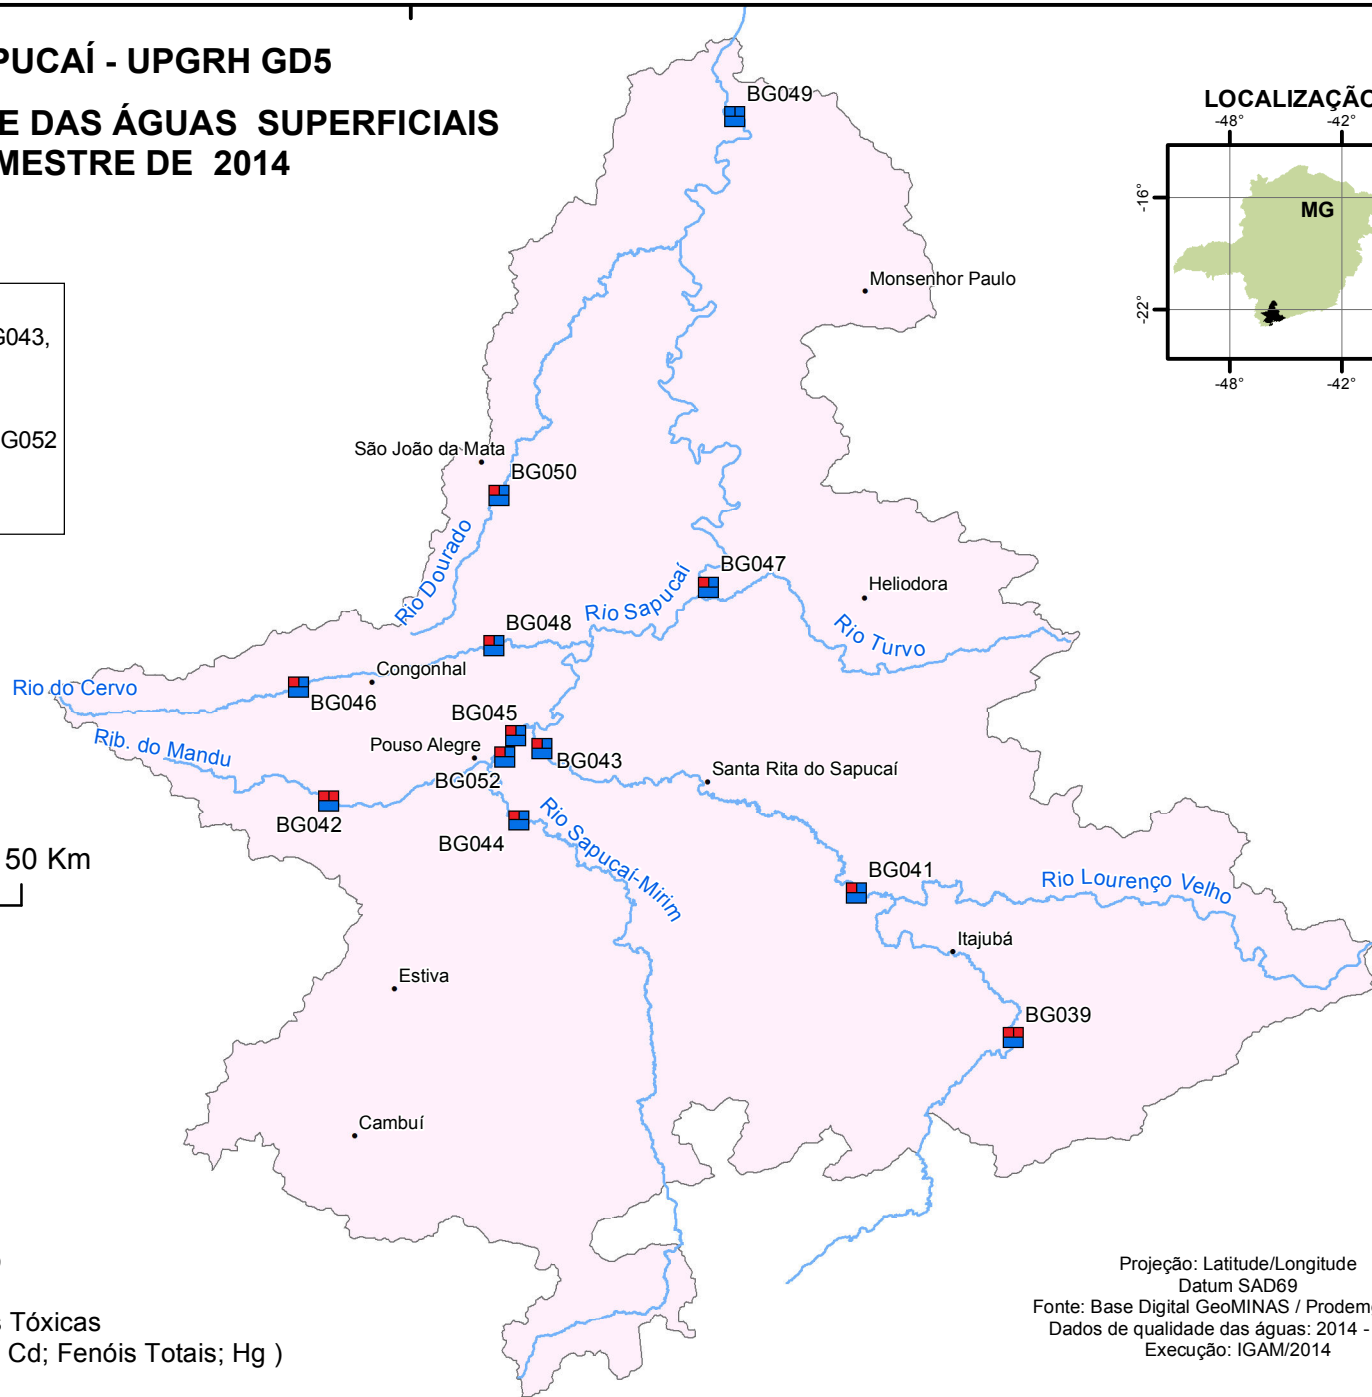 PUCAÍ - UPGRH GD5
E DAS ÁGUAS SUPERFICIAIS
MESTRE DE 2014
LOCALIZAÇÃO
-48° -42°
-16°
MG
-22°
-48° -42°
G043,
G052
BG049
Monsenhor Paulo
São João da Mata
BG050
Rio Dourado
BG047
Rio Sapucaí
Heliodora
Rio Turvo
BG048
Congonhal
Rio do Cervo
BG046
BG045
Rib. do Mandu
Pouso Alegre
BG043
BG052
Santa Rita do Sapucaí
BG042
Rio Sapucaí-Mirim
BG044
50 Km
BG041
Rio Lourenço Velho
Itajubá
Estiva
BG039
Cambuí
s Tóxicas
Cd; Fenóis Totais; Hg )
Projeção: Latitude/Longitude
Datum SAD69
Fonte: Base Digital GeoMINAS / Prodem
Dados de qualidade das águas: 2014 -
Execução: IGAM/2014